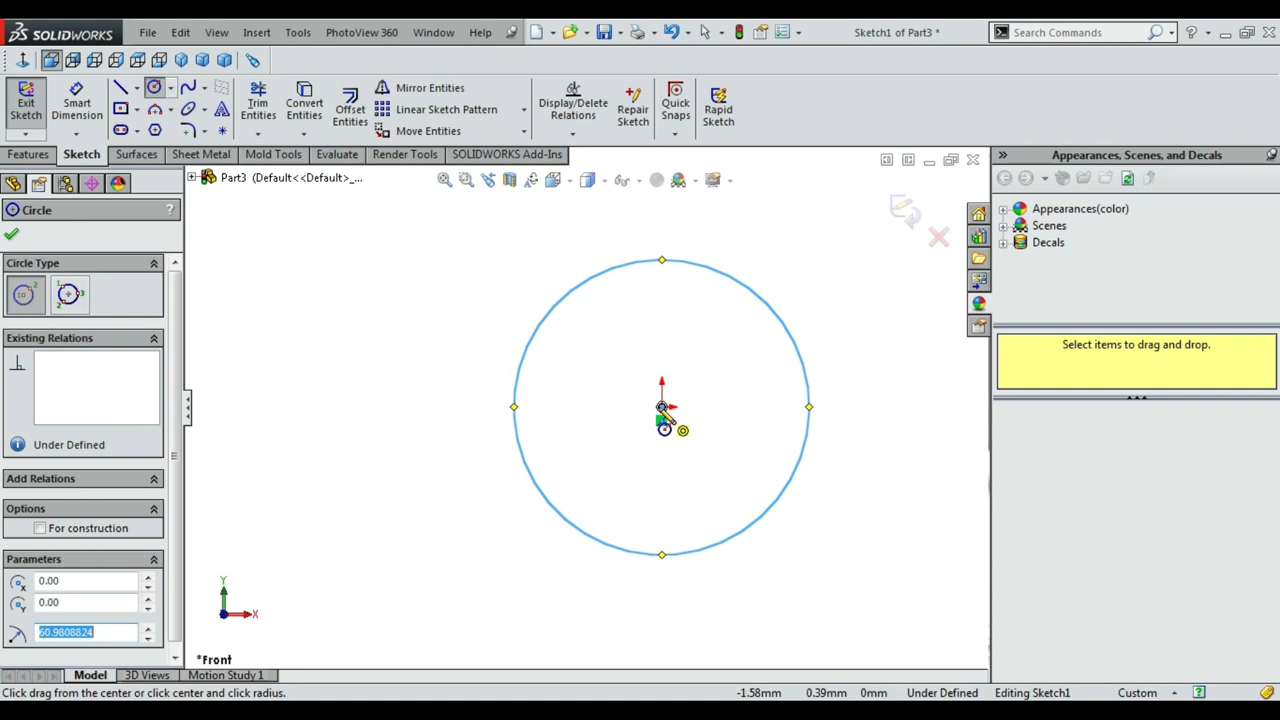 SOLIDWORKS File Edit View Insert Tools PhotoView 360 Window Help Sketch1 of Part3 * Search Commands
Exit Sketch
Smart Dimension
Trim Entities
Convert Entities
Offset Entities
Mirror Entities
Linear Sketch Pattern
Move Entities
Display/Delete Relations
Repair Sketch
Quick Snaps
Rapid Sketch
Features Sketch Surfaces Sheet Metal Mold Tools Evaluate Render Tools SOLIDWORKS Add-Ins
Part3 (Default<<Default>_...
Circle ?
Circle Type
Existing Relations
Under Defined
Add Relations
Options
For construction
Parameters
0.00
0.00
60.9808824
Y
X
*Front
Appearances, Scenes, and Decals
Appearances(color)
Scenes
Decals
Select items to drag and drop.
Model 3D Views Motion Study 1
Click drag from the center or click center and click radius. -1.58mm 0.39mm 0mm Under Defined Editing Sketch1 Custom